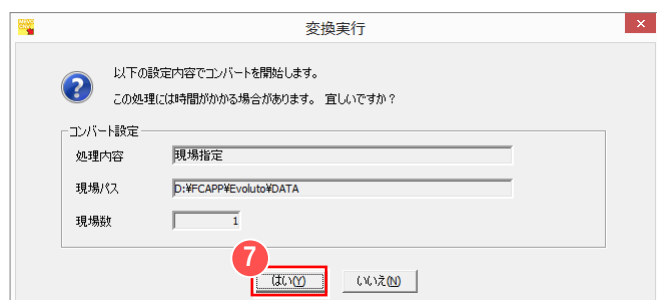 変換実行
以下の設定内容でコンバートを開始します。
この処理には時間がかかる場合があります。 宜しいですか？
コンバート設定
処理内容 現場指定
現場パス D:¥FCAPP¥Evoluto¥DATA
現場数 1
7
はい(Y) いいえ(N)